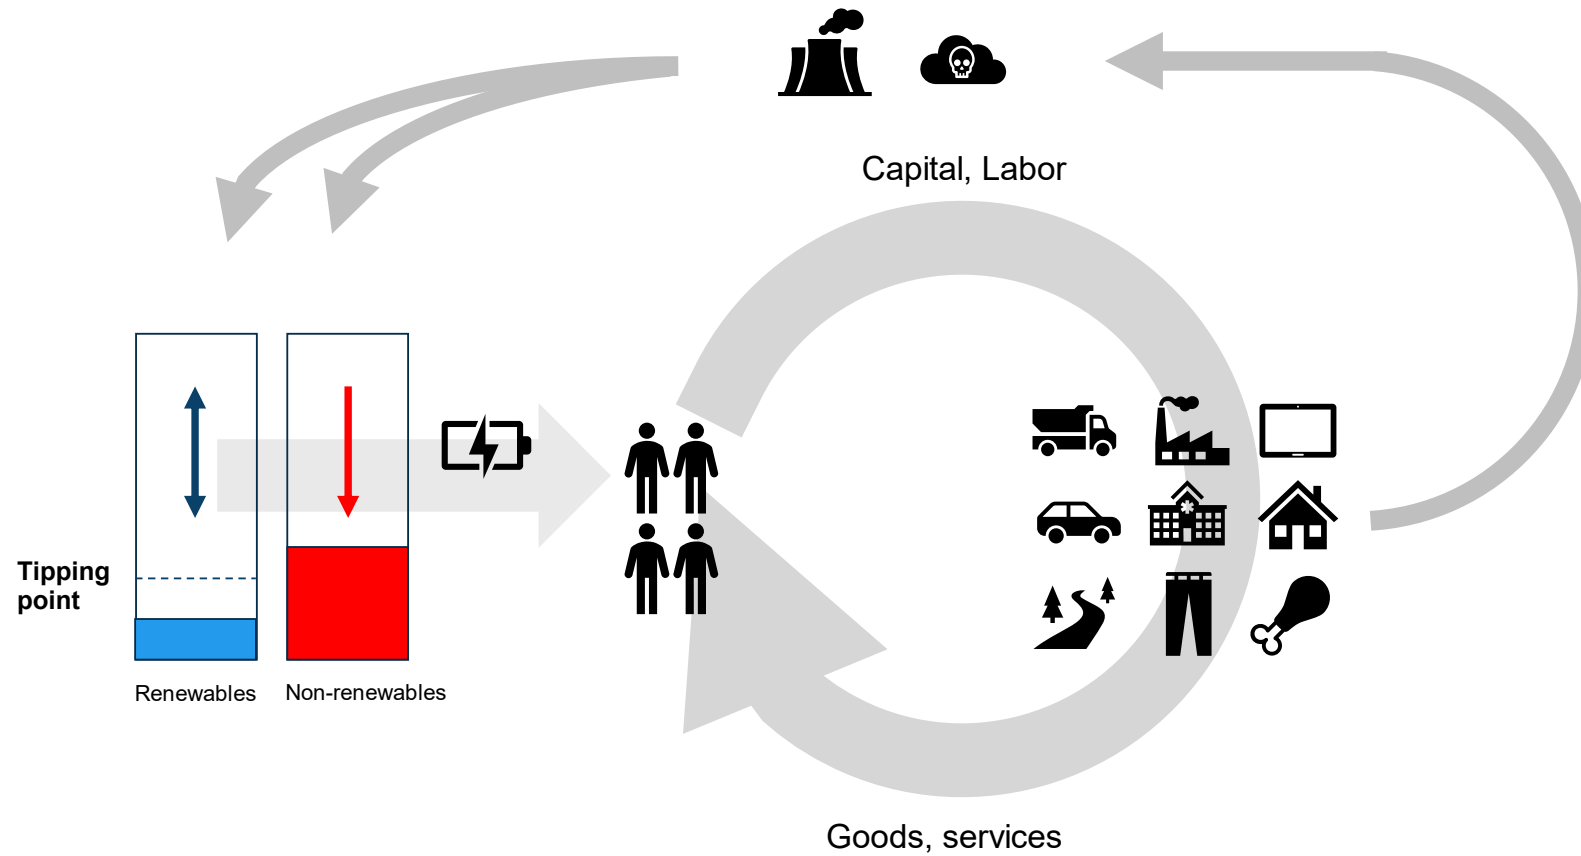 Capital, Labor
Tipping
point
Renewables
Non-renewables
Goods, services